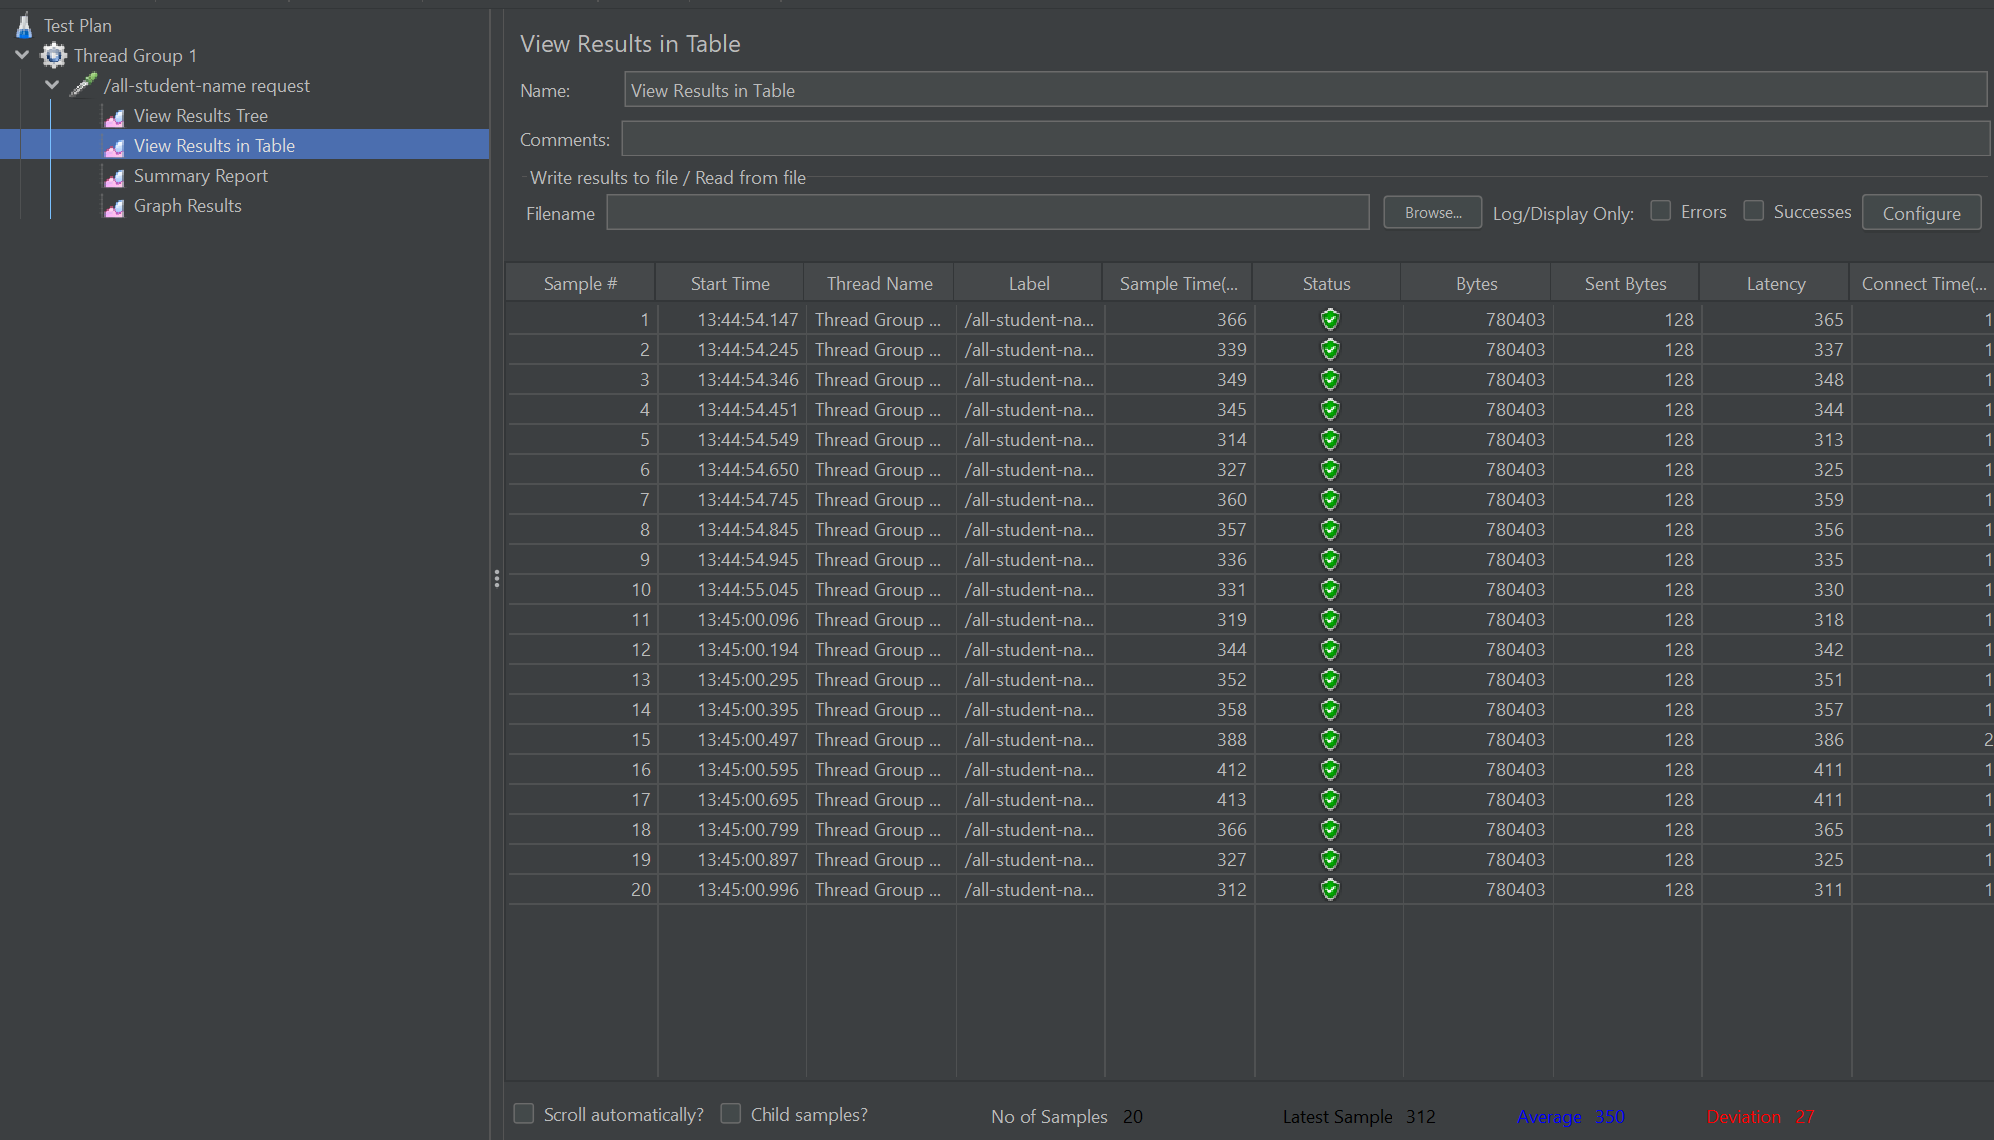 Test Plan
Thread Group 1
/all-student-name request
View Results Tree
View Results in Table
Summary Report
Graph Results
View Results in Table
Name: View Results in Table
Comments:
Write results to file / Read from file
Filename Browse... Log/Display Only: Errors Successes Configure
Sample # Start Time Thread Name Label Sample Time(... Status Bytes Sent Bytes Latency Connect Time(...
1 13:44:54.147 Thread Group ... /all-student-na... 366 780403 128 365 1
2 13:44:54.245 Thread Group ... /all-student-na... 339 780403 128 337 1
3 13:44:54.346 Thread Group ... /all-student-na... 349 780403 128 348 1
4 13:44:54.451 Thread Group ... /all-student-na... 345 780403 128 344 1
5 13:44:54.549 Thread Group ... /all-student-na... 314 780403 128 313 1
6 13:44:54.650 Thread Group ... /all-student-na... 327 780403 128 325 1
7 13:44:54.745 Thread Group ... /all-student-na... 360 780403 128 359 1
8 13:44:54.845 Thread Group ... /all-student-na... 357 780403 128 356 1
9 13:44:54.945 Thread Group ... /all-student-na... 336 780403 128 335 1
10 13:44:55.045 Thread Group ... /all-student-na... 331 780403 128 330 1
11 13:45:00.096 Thread Group ... /all-student-na... 319 780403 128 318 1
12 13:45:00.194 Thread Group ... /all-student-na... 344 780403 128 342 1
13 13:45:00.295 Thread Group ... /all-student-na... 352 780403 128 351 1
14 13:45:00.395 Thread Group ... /all-student-na... 358 780403 128 357 1
15 13:45:00.497 Thread Group ... /all-student-na... 388 780403 128 386 2
16 13:45:00.595 Thread Group ... /all-student-na... 412 780403 128 411 1
17 13:45:00.695 Thread Group ... /all-student-na... 413 780403 128 411 1
18 13:45:00.799 Thread Group ... /all-student-na... 366 780403 128 365 1
19 13:45:00.897 Thread Group ... /all-student-na... 327 780403 128 325 1
20 13:45:00.996 Thread Group ... /all-student-na... 312 780403 128 311 1
Scroll automatically? Child samples? No of Samples 20 Latest Sample 312 Average 350 Deviation 27